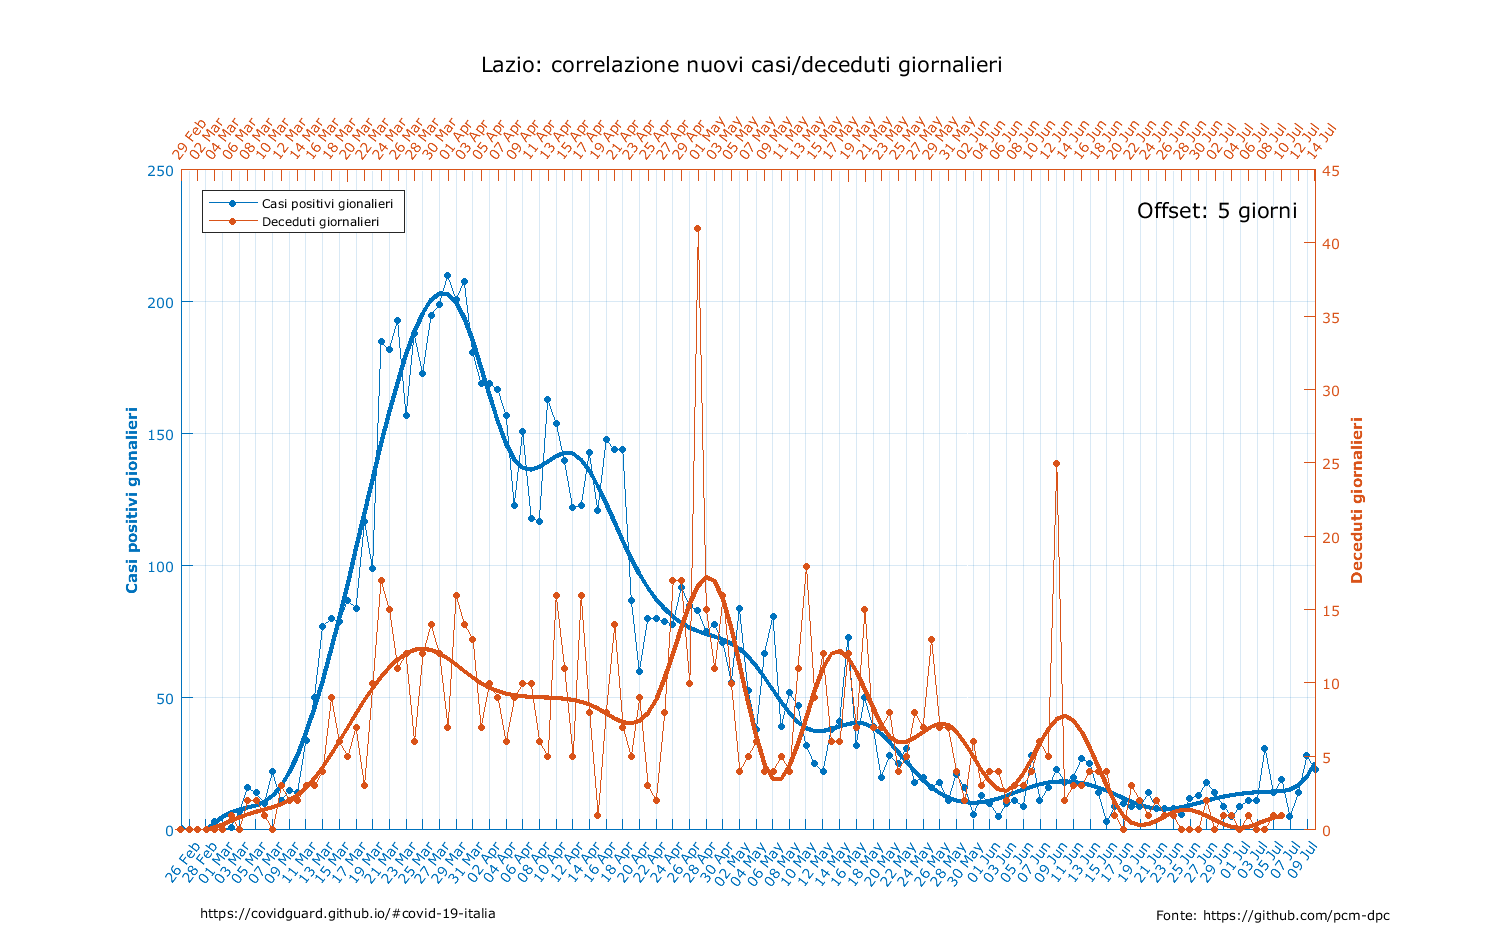 Lazio: correlazione nuovi casi/deceduti giornalieri
29 Feb
02 Mar
04 Mar
06 Mar
08 Mar
10 Mar
12 Mar
14 Mar
16 Mar
18 Mar
20 Mar
22 Mar
24 Mar
26 Mar
28 Mar
30 Mar
01 Apr
03 Apr
05 Apr
07 Apr
09 Apr
11 Apr
13 Apr
15 Apr
17 Apr
19 Apr
21 Apr
23 Apr
25 Apr
27 Apr
29 Apr
01 May
03 May
05 May
07 May
09 May
11 May
13 May
15 May
17 May
19 May
21 May
23 May
25 May
27 May
29 May
31 May
02 Jun
04 Jun
06 Jun
08 Jun
10 Jun
12 Jun
14 Jun
16 Jun
18 Jun
20 Jun
22 Jun
24 Jun
26 Jun
28 Jun
30 Jun
02 Jul
04 Jul
06 Jul
08 Jul
10 Jul
12 Jul
14 Jul
Casi positivi gionalieri
Deceduti giornalieri
Offset: 5 giorni
250
200
150
100
50
0
Casi positivi gionalieri
45
40
35
30
25
20
15
10
5
0
Deceduti giornalieri
26 Feb
28 Feb
01 Mar
03 Mar
05 Mar
07 Mar
09 Mar
11 Mar
13 Mar
15 Mar
17 Mar
19 Mar
21 Mar
23 Mar
25 Mar
27 Mar
29 Mar
31 Mar
02 Apr
04 Apr
06 Apr
08 Apr
10 Apr
12 Apr
14 Apr
16 Apr
18 Apr
20 Apr
22 Apr
24 Apr
26 Apr
28 Apr
30 Apr
02 May
04 May
06 May
08 May
10 May
12 May
14 May
16 May
18 May
20 May
22 May
24 May
26 May
28 May
30 May
01 Jun
03 Jun
05 Jun
07 Jun
09 Jun
11 Jun
13 Jun
15 Jun
17 Jun
19 Jun
21 Jun
23 Jun
25 Jun
27 Jun
29 Jun
01 Jul
03 Jul
05 Jul
07 Jul
09 Jul
https://covidguard.github.io/#covid-19-italia
Fonte: https://github.com/pcm-dpc